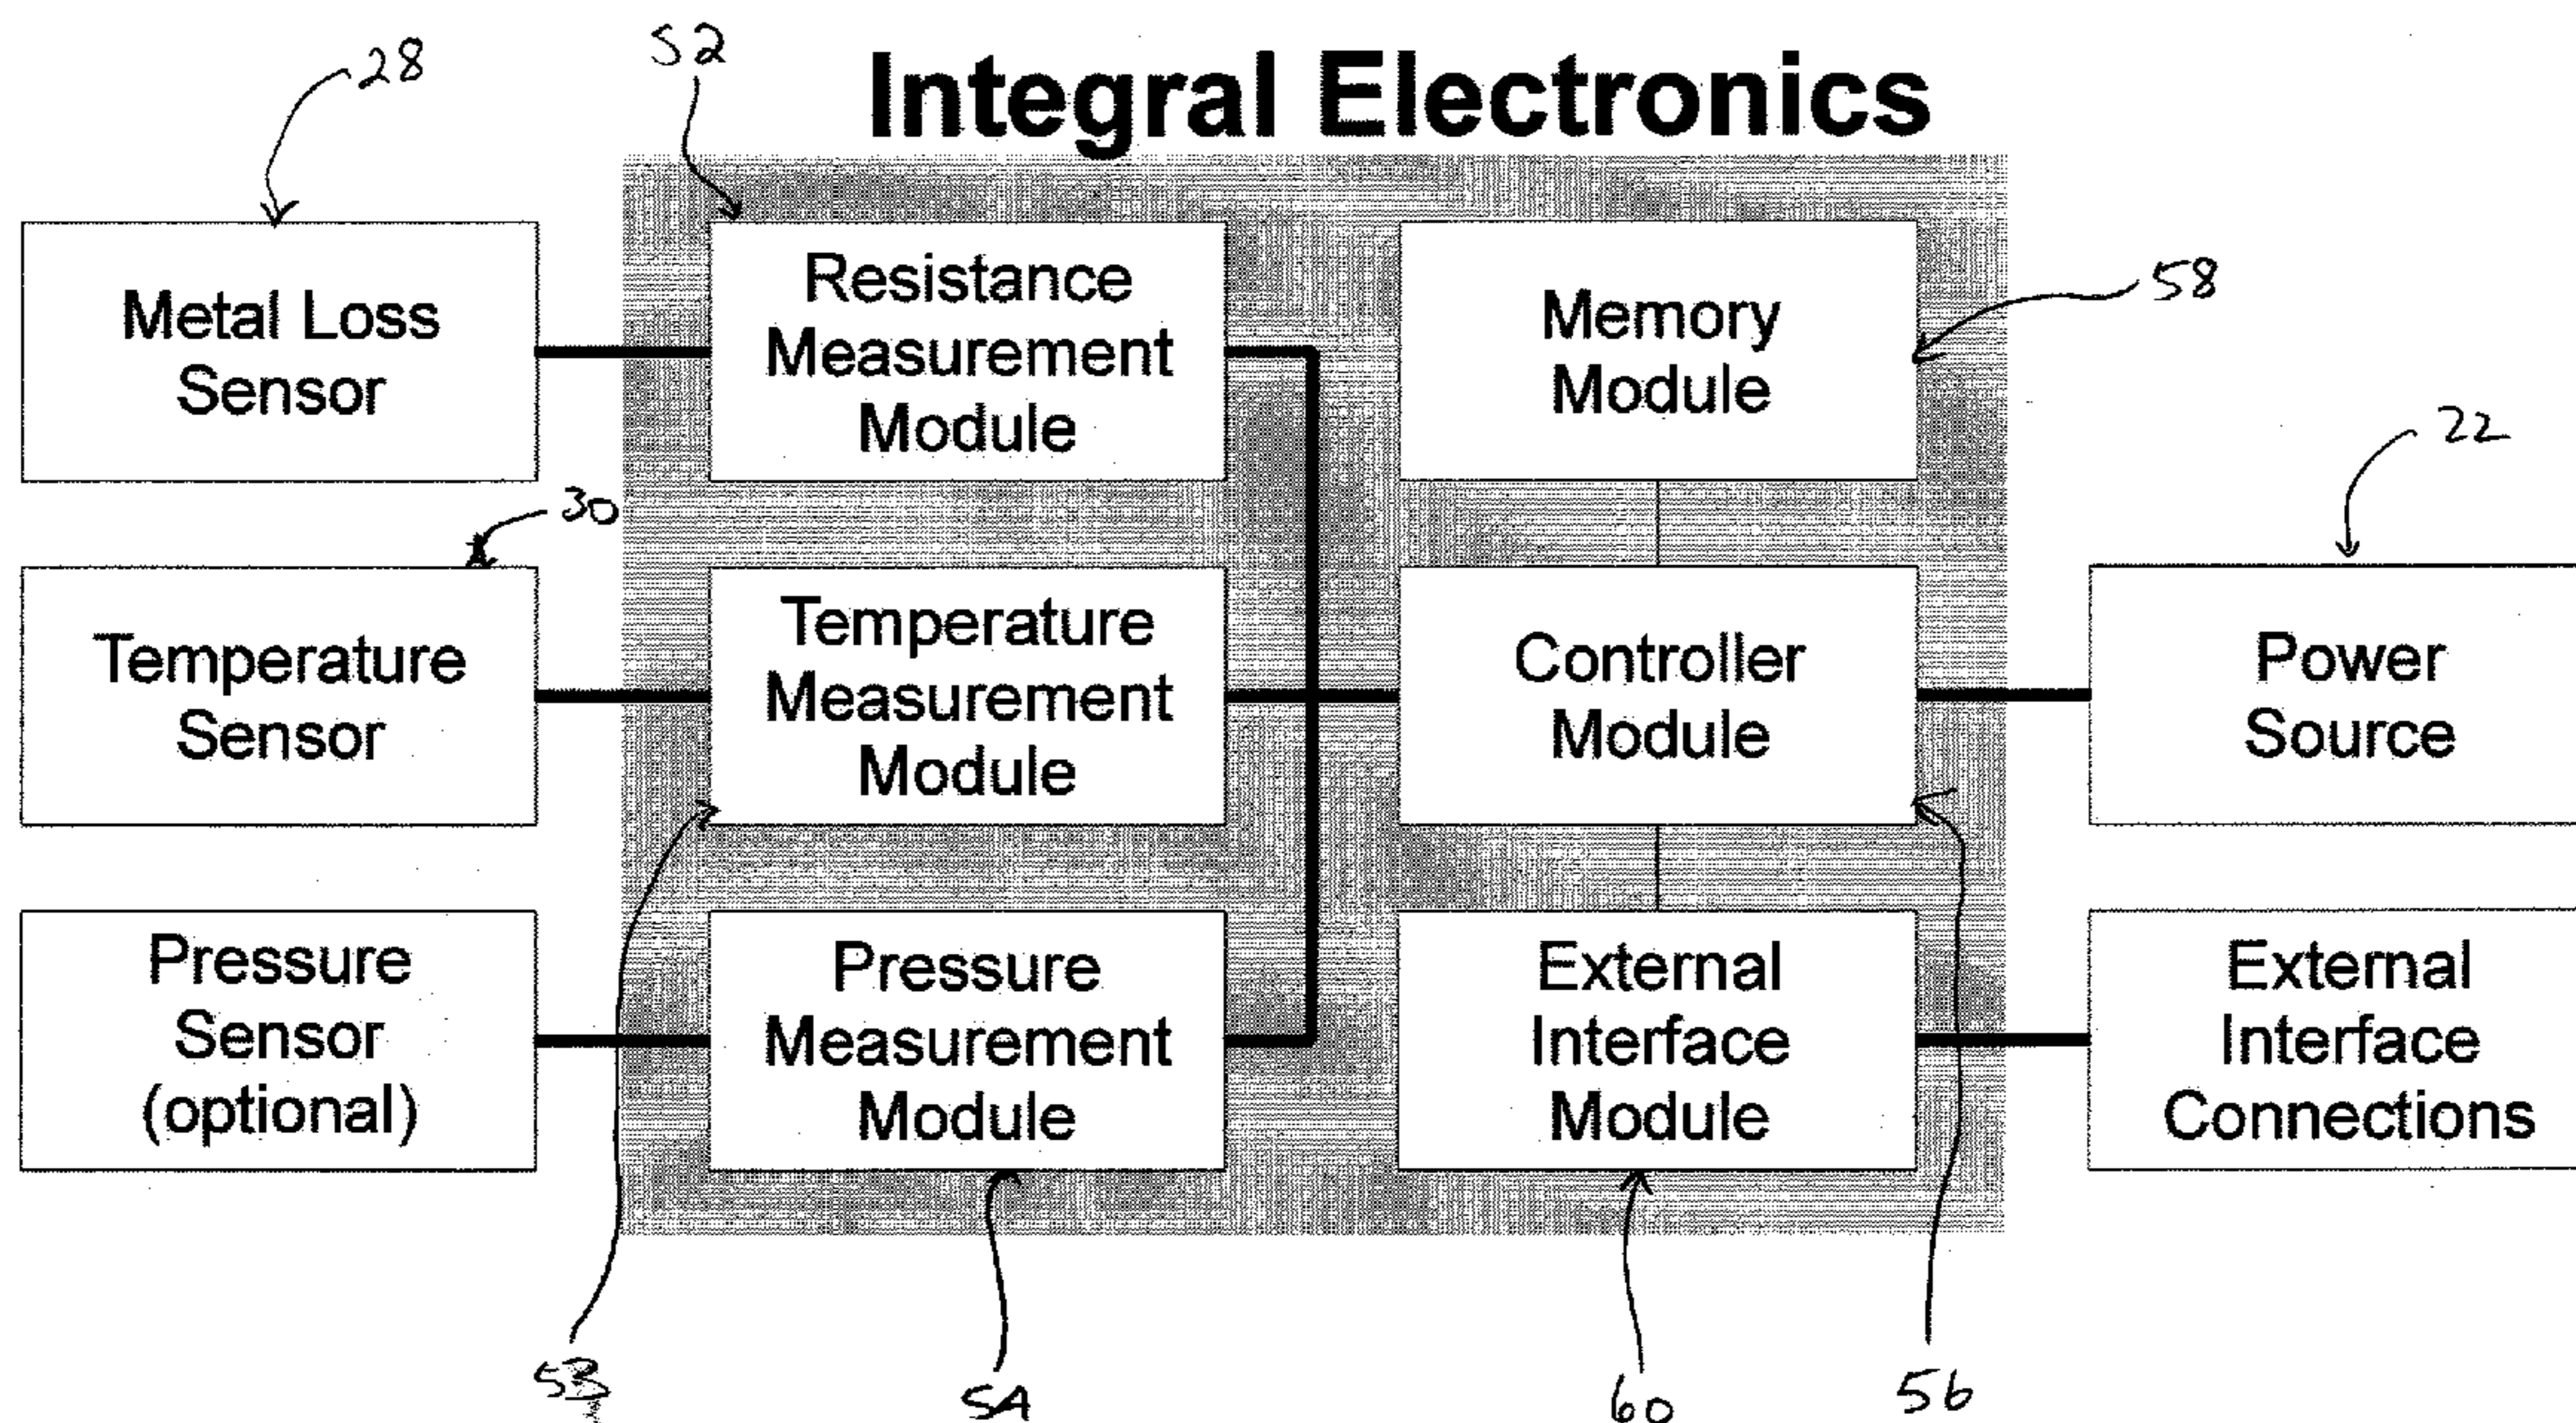 28
52
Integral Electronics
Metal Loss
Sensor
Resistance
Measurement
Module
Memory
Module
58
22
30
Temperature
Sensor
Temperature
Measurement
Module
Controller
Module
Power
Source
Pressure
Sensor
(optional)
Pressure
Measurement
Module
External
Interface
Module
External
Interface
Connections
53
54
60
56